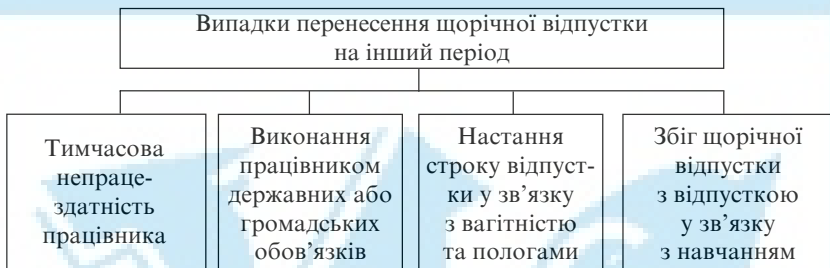 Випадки перенесення щорічної відпустки
на інший період
Тимчасова
непраце-
здатність
працівника
Виконання
працівником
державних або
громадських
обов'язків
Настання
строку відпуст-
ки у зв'язку
з вагітністю
та пологами
Збіг щорічної
відпустки
з відпусткою
у зв'язку
з навчанням